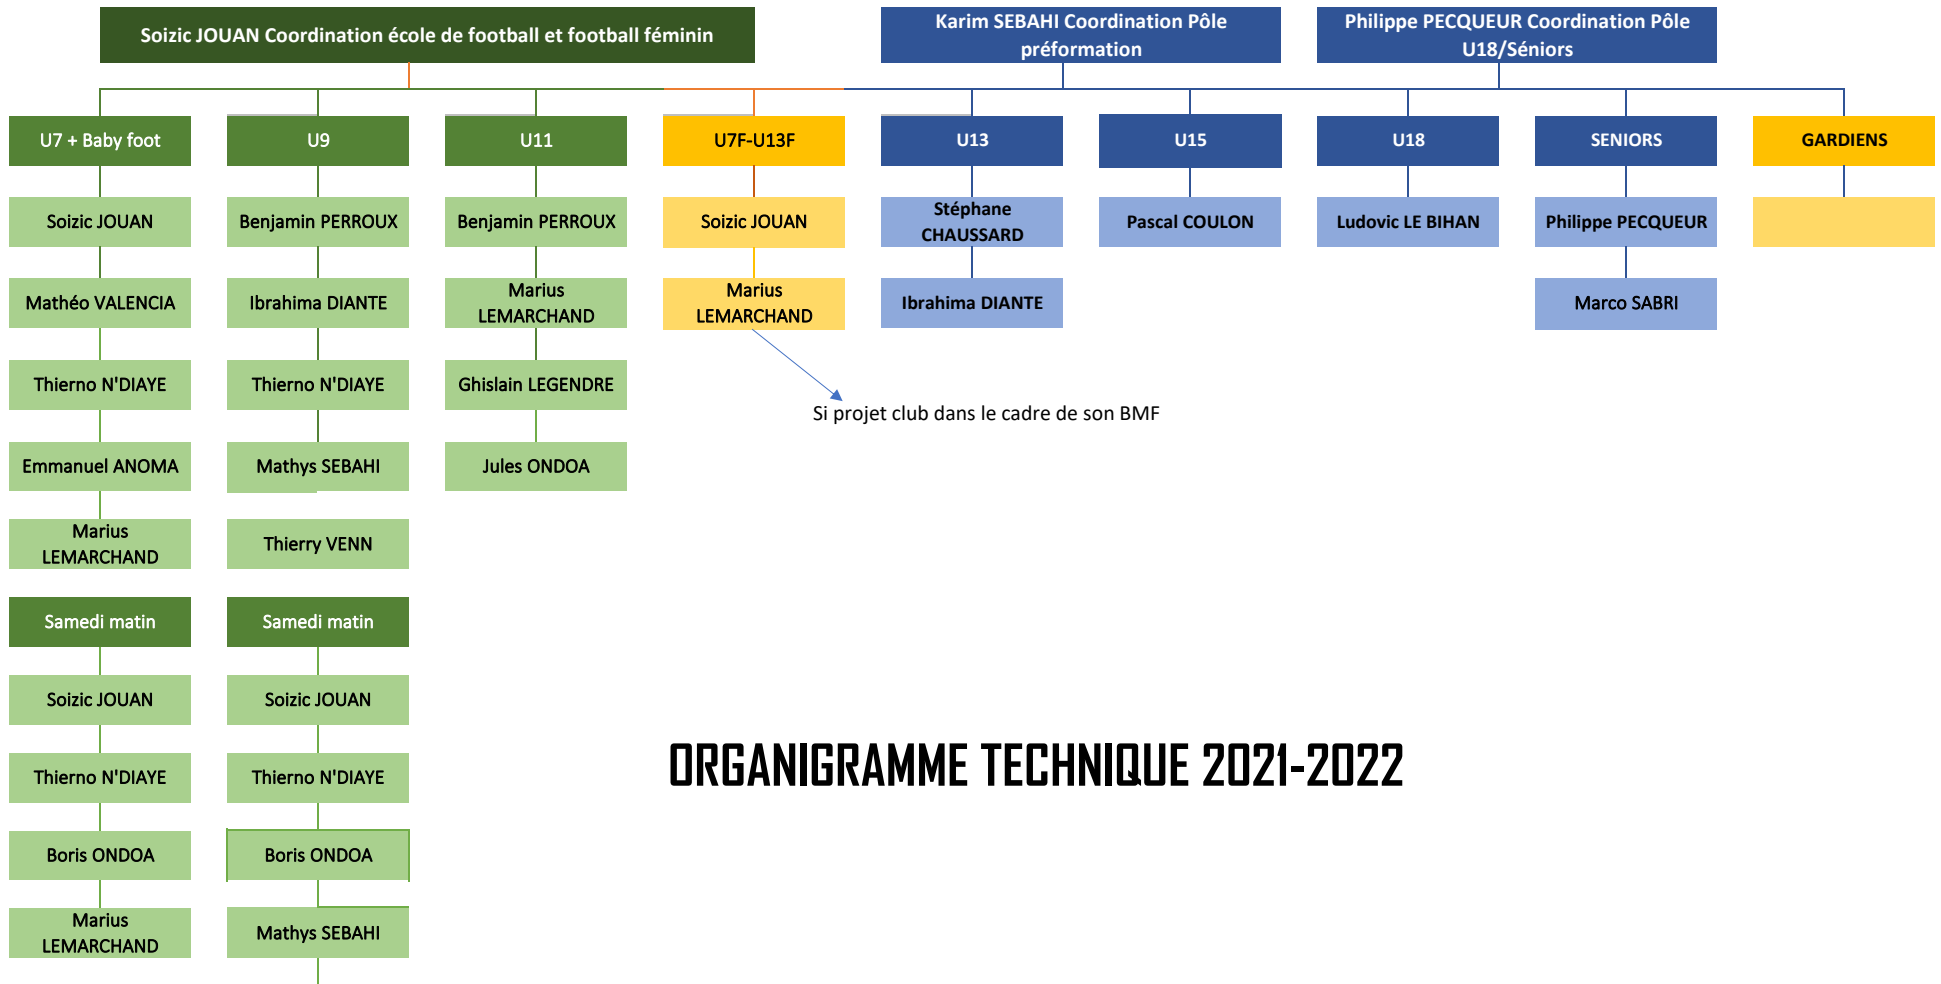 Soizic JOUAN Coordination école de football et football féminin
Karim SEBAHI Coordination Pôle
préformation
Philippe PECQUEUR Coordination Pôle
U18/Séniors
U7 + Baby foot
U9
U11
U7F-U13F
U13
U15
U18
SENIORS
GARDIENS
Soizic JOUAN
Benjamin PERROUX
Benjamin PERROUX
Soizic JOUAN
Stéphane
CHAUSSARD
Pascal COULON
Ludovic LE BIHAN
Philippe PECQUEUR
Mathéo VALENCIA
Ibrahima DIANTE
Marius
LEMARCHAND
Marius
LEMARCHAND
Ibrahima DIANTE
Marco SABRI
Thierno N'DIAYE
Thierno N'DIAYE
Ghislain LEGENDRE
Si projet club dans le cadre de son BMF
Emmanuel ANOMA
Mathys SEBAHI
Jules ONDOA
Marius
LEMARCHAND
Thierry VENN
Samedi matin
Samedi matin
Soizic JOUAN
Soizic JOUAN
Thierno N'DIAYE
Thierno N'DIAYE
ORGANIGRAMME TECHNIQUE 2021-2022
Boris ONDOA
Boris ONDOA
Marius
LEMARCHAND
Mathys SEBAHI